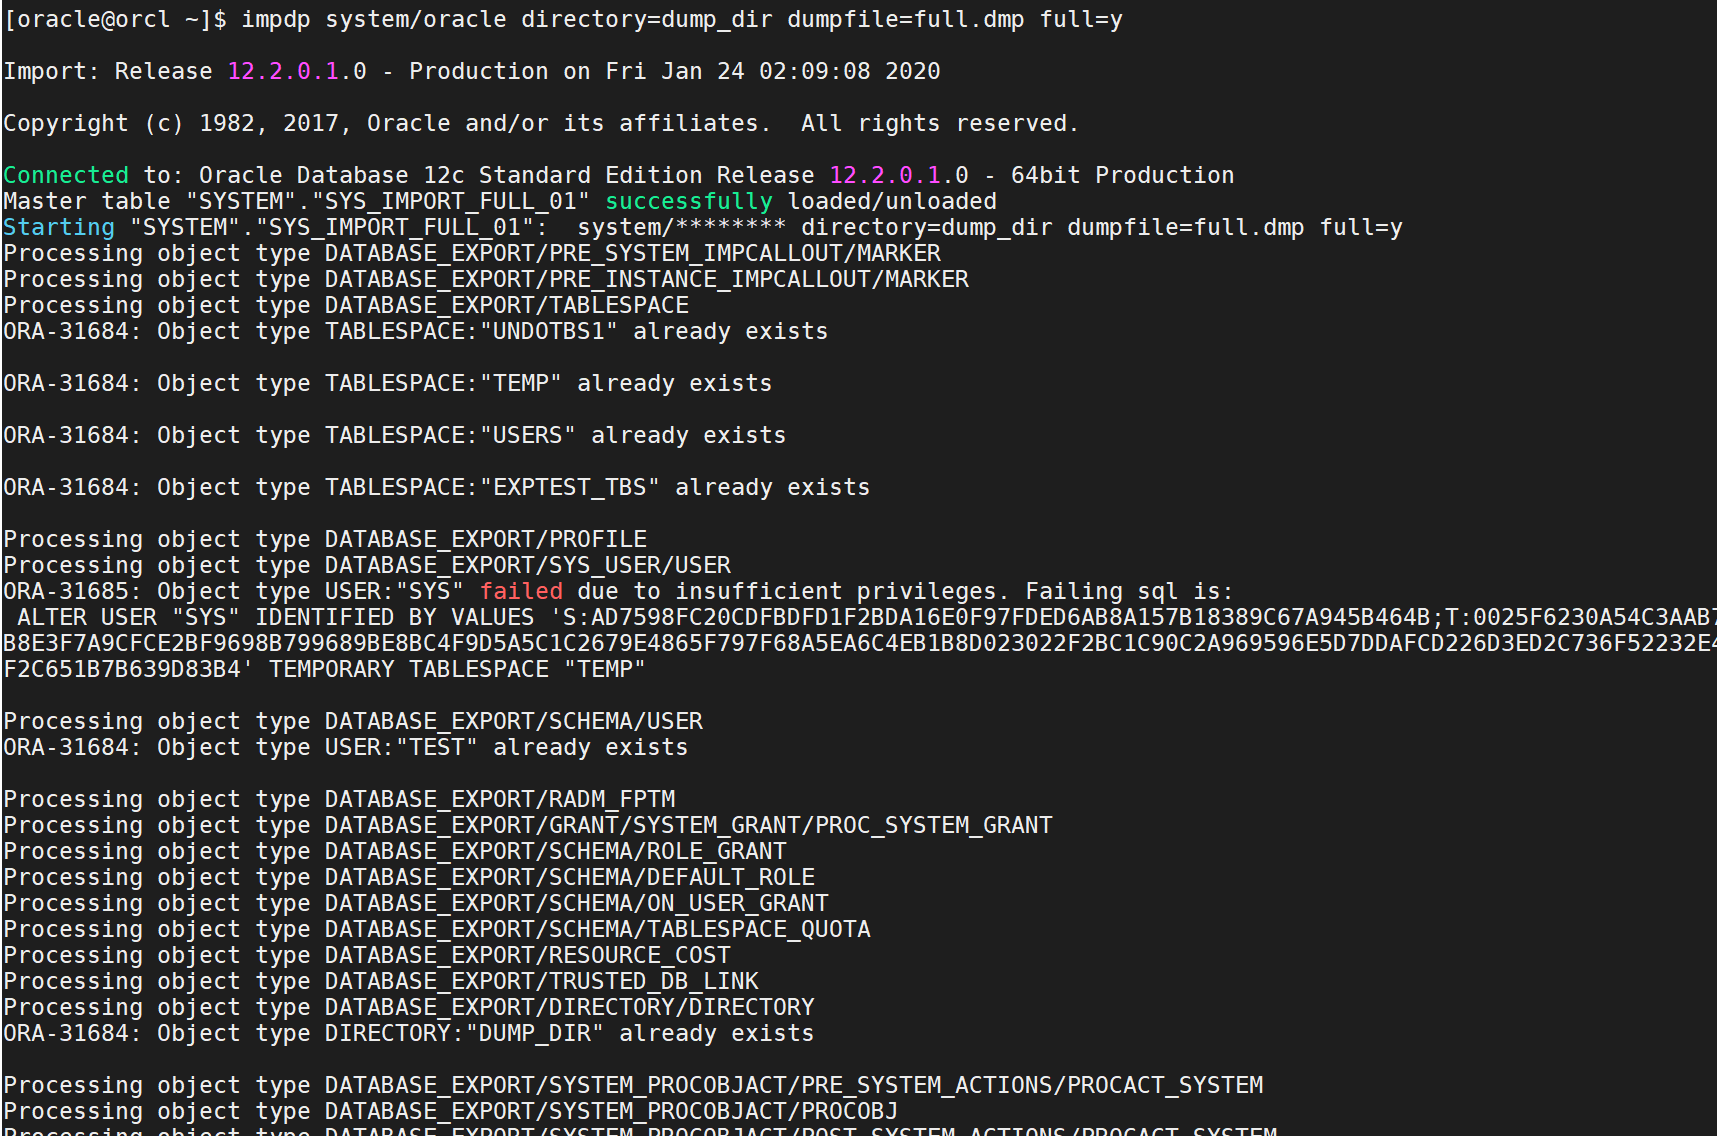 [oracle@orcl ~]$ impdp system/oracle directory=dump_dir dumpfile=full.dmp full=y
Import: Release 12.2.0.1.0 - Production on Fri Jan 24 02:09:08 2020
Copyright (c) 1982, 2017, Oracle and/or its affiliates.  All rights reserved.
Connected to: Oracle Database 12c Standard Edition Release 12.2.0.1.0 - 64bit Production
Master table "SYSTEM"."SYS_IMPORT_FULL_01" successfully loaded/unloaded
Starting "SYSTEM"."SYS_IMPORT_FULL_01":  system/******** directory=dump_dir dumpfile=full.dmp full=y
Processing object type DATABASE_EXPORT/PRE_SYSTEM_IMPCALLOUT/MARKER
Processing object type DATABASE_EXPORT/PRE_INSTANCE_IMPCALLOUT/MARKER
Processing object type DATABASE_EXPORT/TABLESPACE
ORA-31684: Object type TABLESPACE:"UNDOTBS1" already exists
ORA-31684: Object type TABLESPACE:"TEMP" already exists
ORA-31684: Object type TABLESPACE:"USERS" already exists
ORA-31684: Object type TABLESPACE:"EXPTEST_TBS" already exists
Processing object type DATABASE_EXPORT/PROFILE
Processing object type DATABASE_EXPORT/SYS_USER/USER
ORA-31685: Object type USER:"SYS" failed due to insufficient privileges. Failing sql is:
 ALTER USER "SYS" IDENTIFIED BY VALUES 'S:AD7598FC20CDFBDFD1F2BDA16E0F97FDED6AB8A157B18389C67A945B464B;T:0025F6230A54C3AAB7
B8E3F7A9CFCE2BF9698B799689BE8BC4F9D5A5C1C2679E4865F797F68A5EA6C4EB1B8D023022F2BC1C90C2A969596E5D7DDAFCD226D3ED2C736F52232E4
F2C651B7B639D83B4' TEMPORARY TABLESPACE "TEMP"
Processing object type DATABASE_EXPORT/SCHEMA/USER
ORA-31684: Object type USER:"TEST" already exists
Processing object type DATABASE_EXPORT/RADM_FPTM
Processing object type DATABASE_EXPORT/GRANT/SYSTEM_GRANT/PROC_SYSTEM_GRANT
Processing object type DATABASE_EXPORT/SCHEMA/ROLE_GRANT
Processing object type DATABASE_EXPORT/SCHEMA/DEFAULT_ROLE
Processing object type DATABASE_EXPORT/SCHEMA/ON_USER_GRANT
Processing object type DATABASE_EXPORT/SCHEMA/TABLESPACE_QUOTA
Processing object type DATABASE_EXPORT/RESOURCE_COST
Processing object type DATABASE_EXPORT/TRUSTED_DB_LINK
Processing object type DATABASE_EXPORT/DIRECTORY/DIRECTORY
ORA-31684: Object type DIRECTORY:"DUMP_DIR" already exists
Processing object type DATABASE_EXPORT/SYSTEM_PROCOBJACT/PRE_SYSTEM_ACTIONS/PROCACT_SYSTEM
Processing object type DATABASE_EXPORT/SYSTEM_PROCOBJACT/PROCOBJ
Processing object type DATABASE_EXPORT/SYSTEM_PROCOBJACT/POST_SYSTEM_ACTIONS/PROCACT_SYSTEM